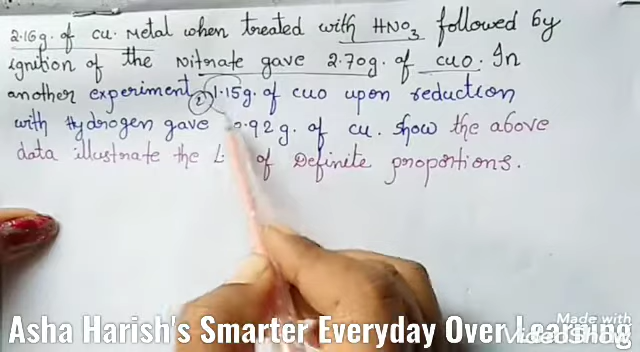 2.16g. of cu. Metal when treated with HNO3 followed by
ignition of the Nitrate gave 2.70g. of cuo. In
another experiment, 1.15g. of cuo upon reduction
②
with Hydrogen gave 0.92g. of cu. show the above
data illustrate the L of Definite proportions.
Made with
VideoShow
Asha Harish's Smarter Everyday Over Learning